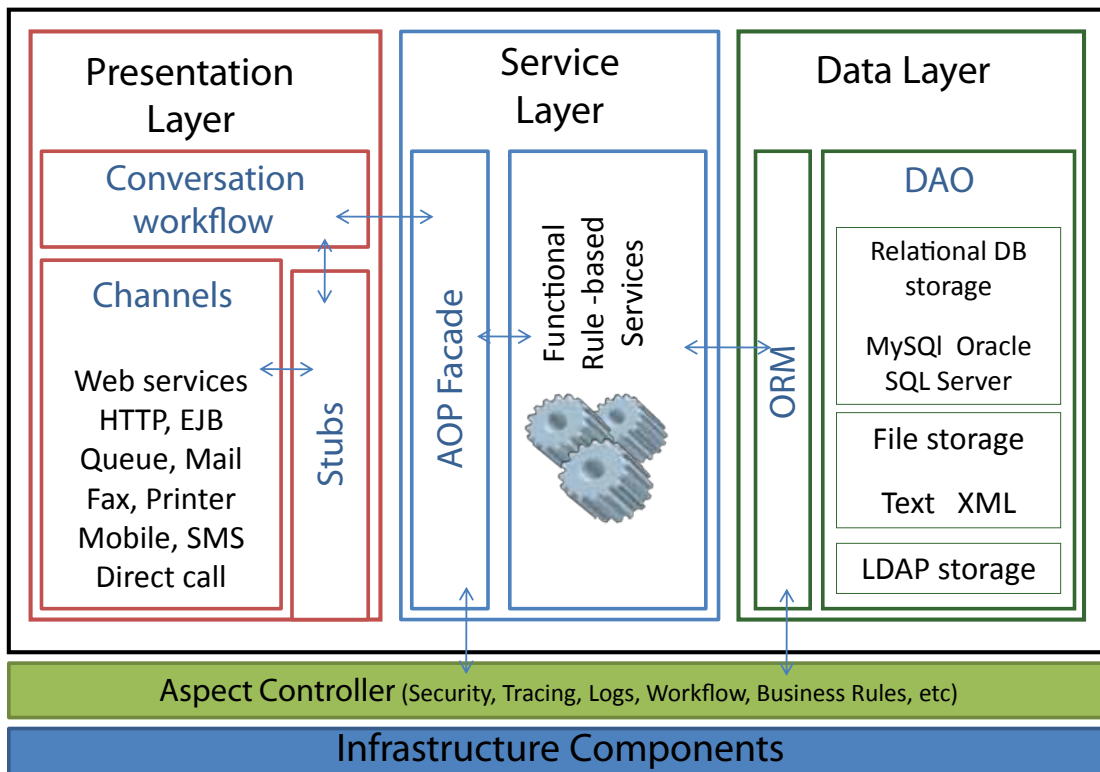 Presentation
Layer
Conversation
workflow
Channels
Web services
HTTP, EJB
Queue, Mail
Fax, Printer
Mobile, SMS
Direct call
Stubs
Service
Layer
AOP Facade
Functional
Rule -based
Services
Data Layer
ORM
DAO
Relational DB
storage
MySQl Oracle
SQL Server
File storage
Text XML
LDAP storage
Aspect Controller (Security, Tracing, Logs, Workflow, Business Rules, etc)
Infrastructure Components